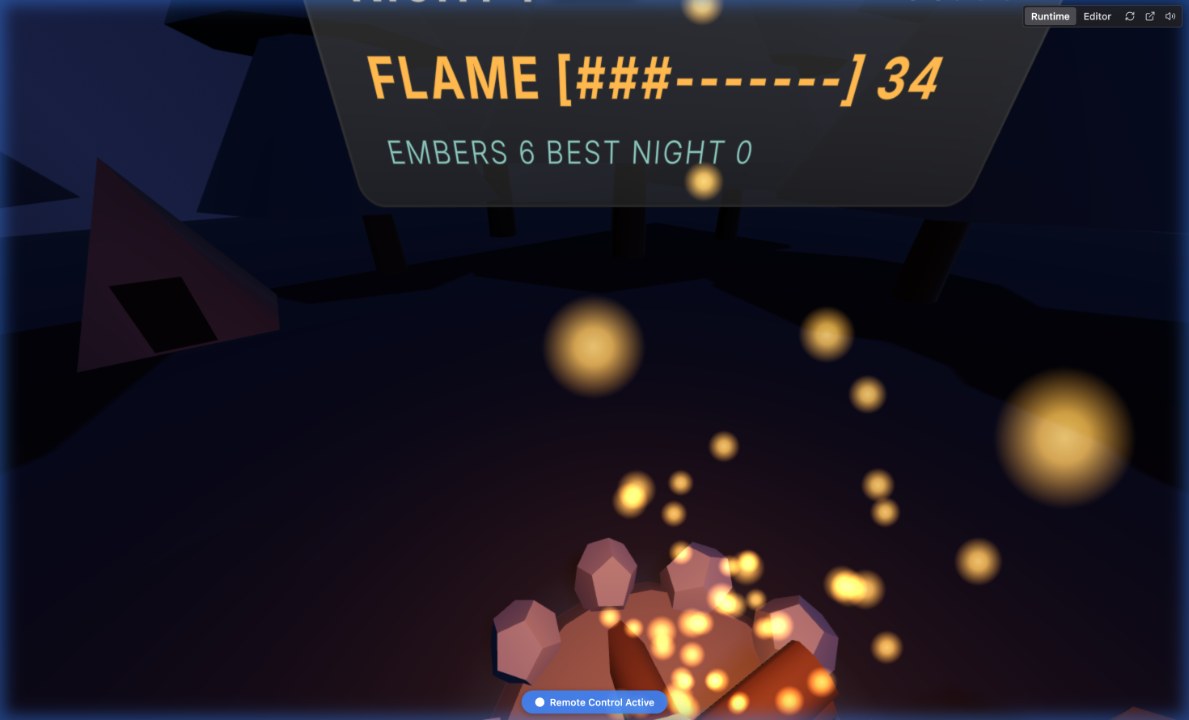 Runtime Editor
FLAME [###-------] 34
EMBERS 6 BEST NIGHT 0
Remote Control Active